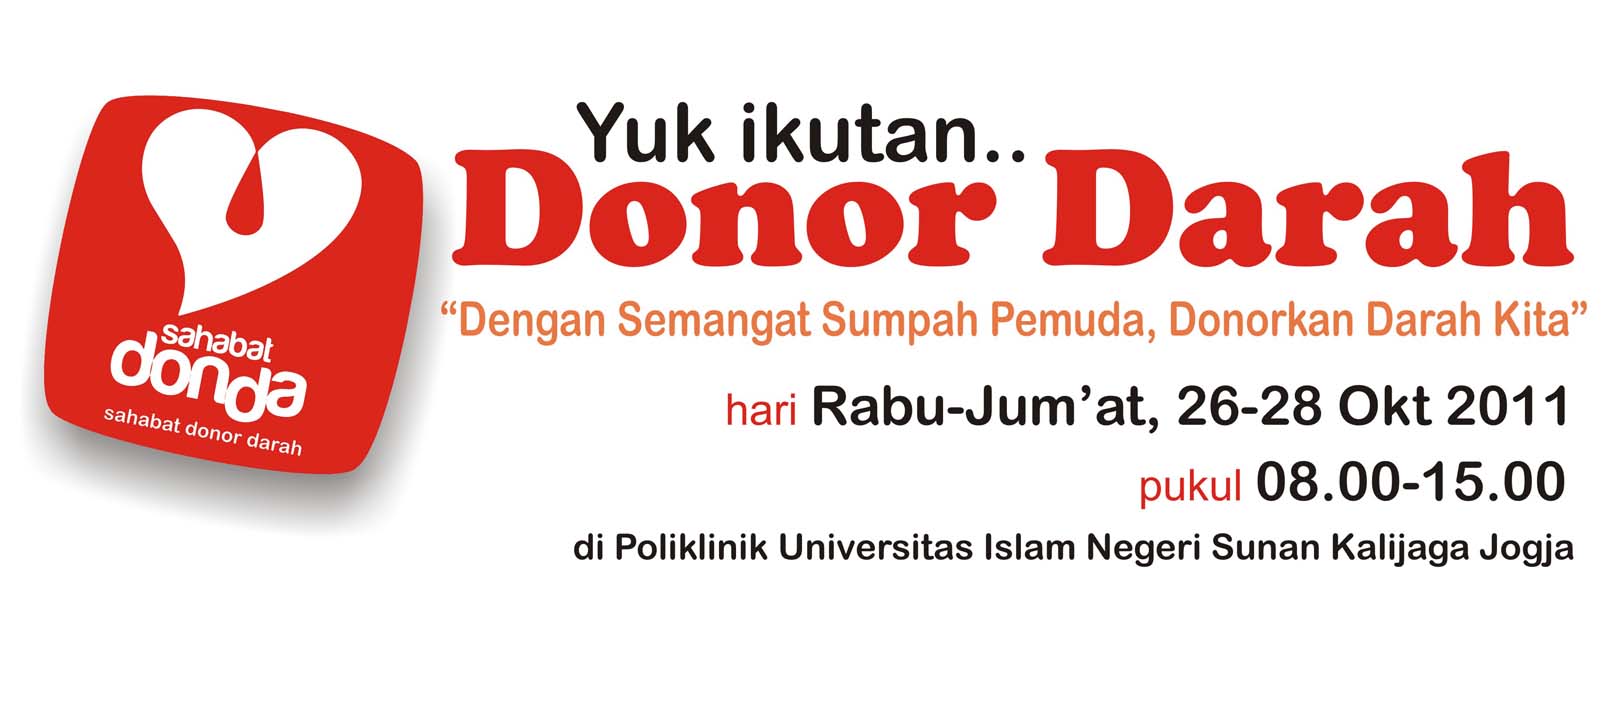 sahabat
donda
sahabat donor darah
Yuk ikutan..
Donor Darah
“Dengan Semangat Sumpah Pemuda, Donorkan Darah Kita”
hari Rabu-Jum’at, 26-28 Okt 2011
pukul 08.00-15.00
di Poliklinik Universitas Islam Negeri Sunan Kalijaga Jogja